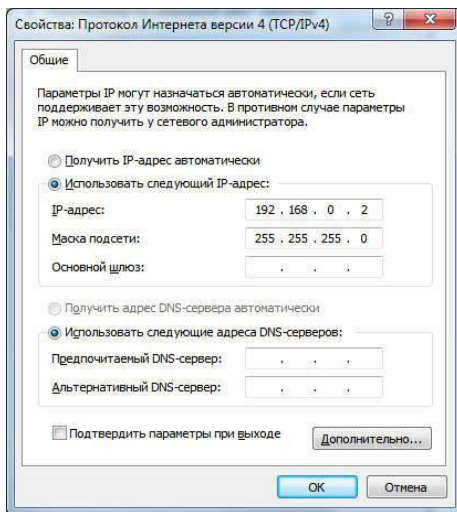 Свойства: Протокол Интернета версии 4 (TCP/IPv4)
Общие
Параметры IP могут назначаться автоматически, если сеть
поддерживает эту возможность. В противном случае параметры
IP можно получить у сетевого администратора.
Получить IP-адрес автоматически
Использовать следующий IP-адрес:
IP-адрес: 192 . 168 . 0 . 2
Маска подсети: 255 . 255 . 255 . 0
Основной шлюз: . . .
Получить адрес DNS-сервера автоматически
Использовать следующие адреса DNS-серверов:
Предпочитаемый DNS-сервер: . . .
Альтернативный DNS-сервер: . . .
Подтвердить параметры при выходе
Дополнительно...
ОК Отмена